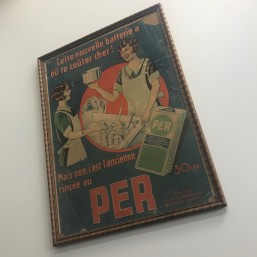 Cette nouvelle batterie a
dû te coûter cher!
PER
Mais non, c'est l'ancienne
rincée au
PER